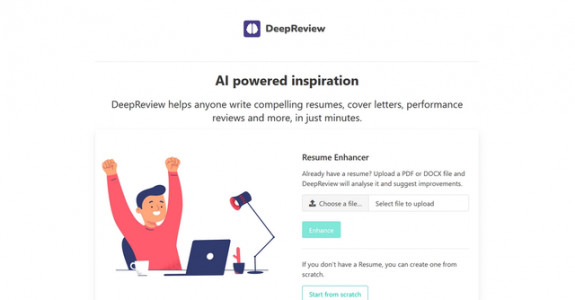 DeepReview
AI powered inspiration
DeepReview helps anyone write compelling resumes, cover letters, performance
reviews and more, in just minutes.
Resume Enhancer
Already have a resume? Upload a PDF or DOCX file and
DeepReview will analyse it and suggest improvements.
Choose a file... Select file to upload
Enhance
If you don't have a Resume, you can create one from
scratch.
Start from scratch